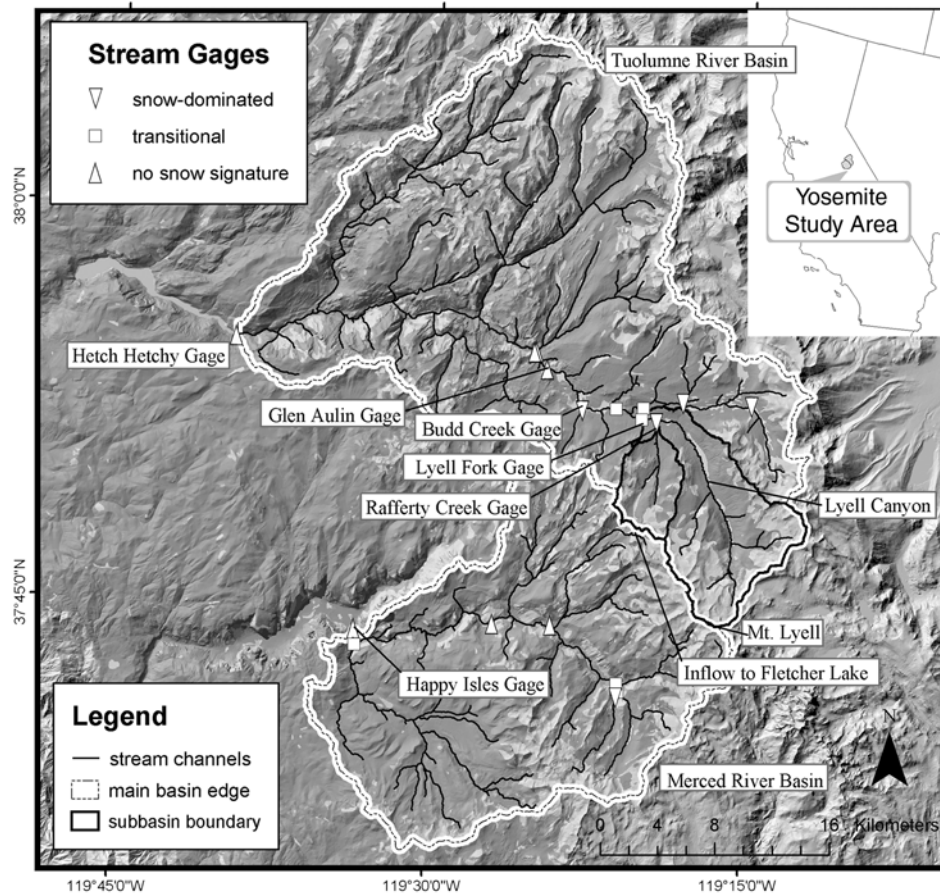 Stream Gages
snow-dominated
transitional
no snow signature
Tuolumne River Basin
Yosemite
Study Area
38°0'0"N
Hetch Hetchy Gage
Glen Aulin Gage
Budd Creek Gage
Lyell Fork Gage
Rafferty Creek Gage
Lyell Canyon
37°45'0"N
Mt. Lyell
Inflow to Fletcher Lake
Happy Isles Gage
Merced River Basin
Legend
stream channels
main basin edge
subbasin boundary
N
0 4 8 16 Kilometers
119°45'0"W 119°30'0"W 119°15'0"W